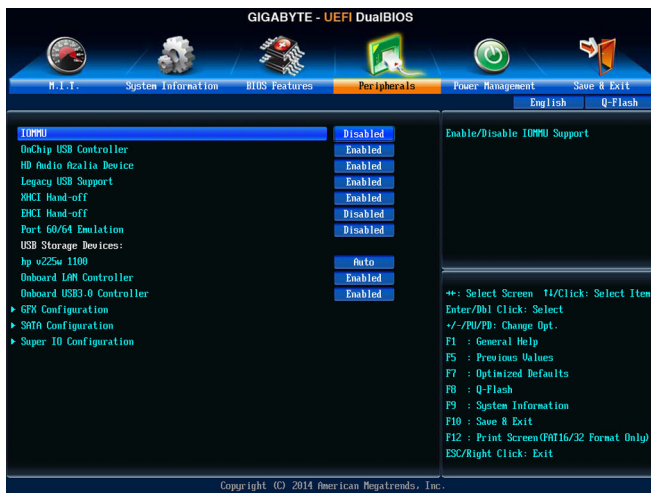 GIGABYTE - UEFI DualBIOS
M.I.T. System Information BIOS Features Peripherals Power Management Save & Exit
English Q-Flash
IOMMU Disabled
OnChip USB Controller Enabled
HD Audio Azalia Device Enabled
Legacy USB Support Enabled
XHCI Hand-off Enabled
EHCI Hand-off Disabled
Port 60/64 Emulation Disabled
USB Storage Devices:
hp v225w 1100 Auto
Onboard LAN Controller Enabled
Onboard USB3.0 Controller Enabled
GFX Configuration
SATA Configuration
Super IO Configuration
Enable/Disable IOMMU Support
→←: Select Screen ↑↓/Click: Select Item
Enter/Dbl Click: Select
+/-/PU/PD: Change Opt.
F1 : General Help
F5 : Previous Values
F7 : Optimized Defaults
F8 : Q-Flash
F9 : System Information
F10 : Save & Exit
F12 : Print Screen(FAT16/32 Format Only)
ESC/Right Click: Exit
Copyright (C) 2014 American Megatrends, Inc.